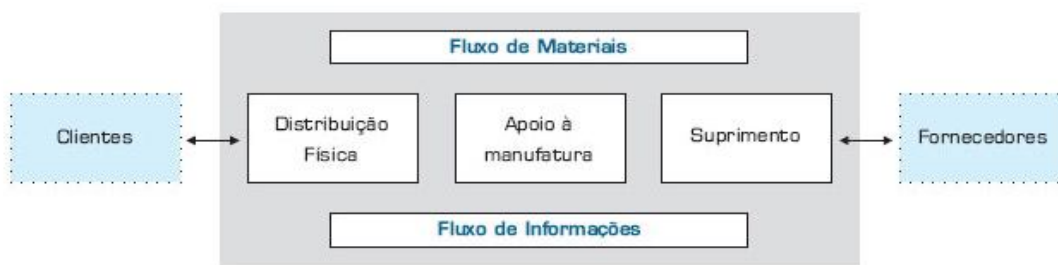 Fluxo de Materiais
Clientes
Distribuição
Física
Apoio à
manufatura
Suprimento
Fornecedores
Fluxo de Informações